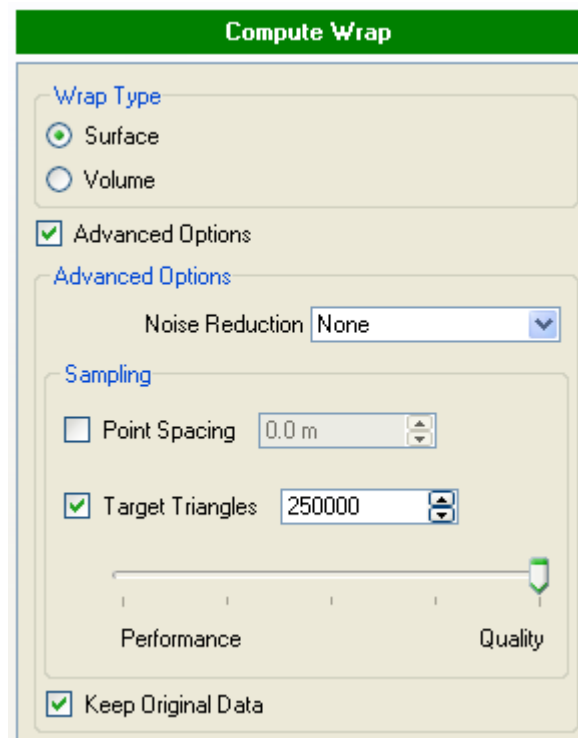 Compute Wrap
Wrap Type
Surface
Volume
Advanced Options
Advanced Options
Noise Reduction None
Sampling
Point Spacing 0.0 m
Target Triangles 250000
Performance Quality
Keep Original Data